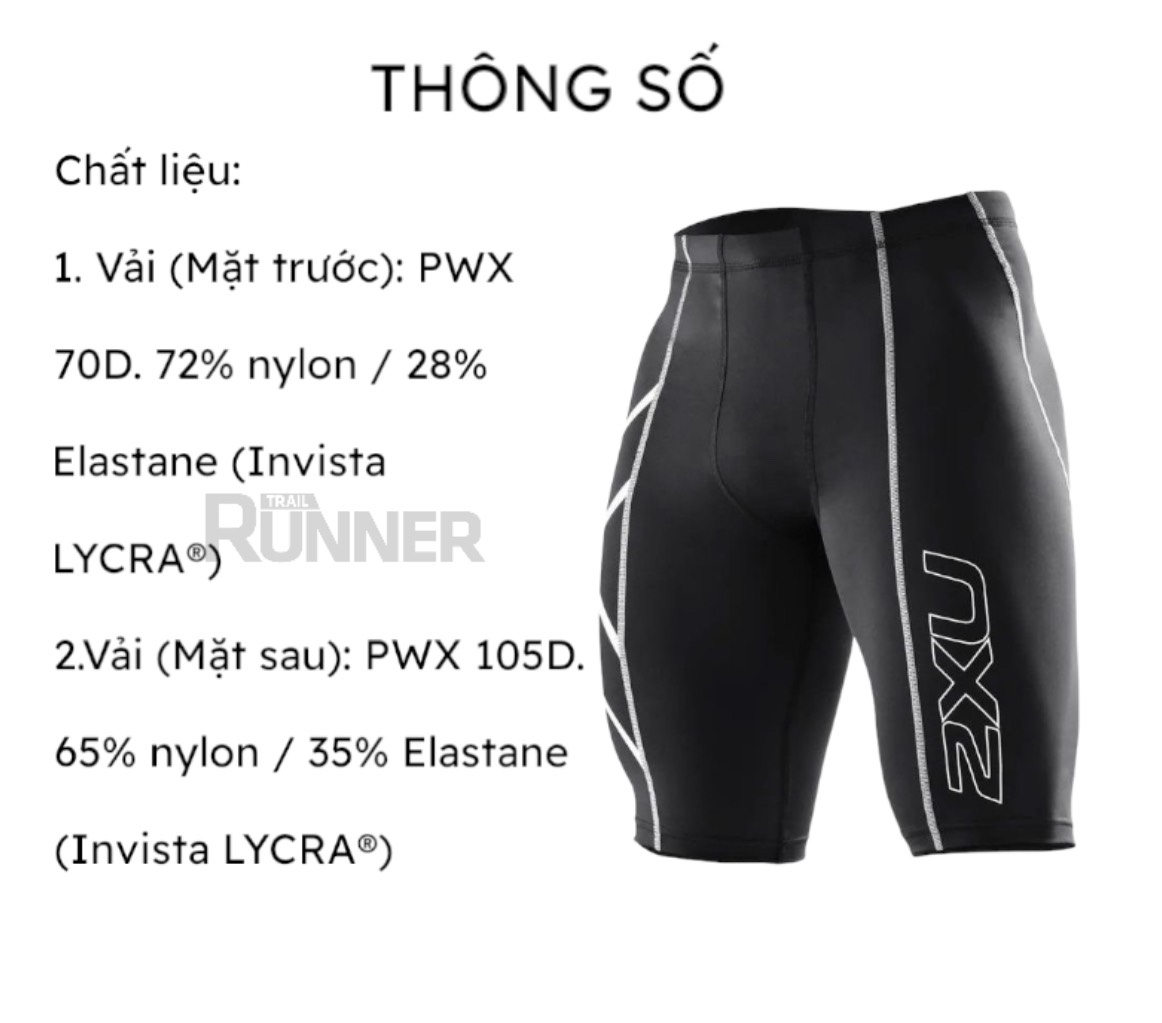 THÔNG SỐ
Chất liệu:
1. Vải (Mặt trước): PWX
70D. 72% nylon / 28%
Elastane (Invista
TRAIL
RUNNER
LYCRA®)
2.Vải (Mặt sau): PWX 105D.
65% nylon / 35% Elastane
(Invista LYCRA®)
2XU